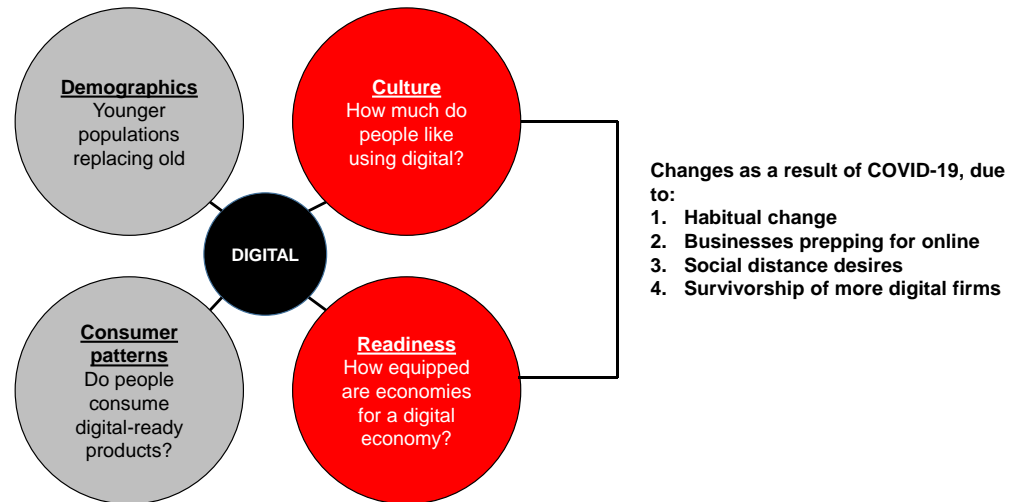 Demographics
Younger
populations
replacing old
Culture
How much do
people like
using digital?
DIGITAL
Consumer
patterns
Do people
consume
digital-ready
products?
Readiness
How equipped
are economies
for a digital
economy?
Changes as a result of COVID-19, due
to:
1. Habitual change
2. Businesses prepping for online
3. Social distance desires
4. Survivorship of more digital firms